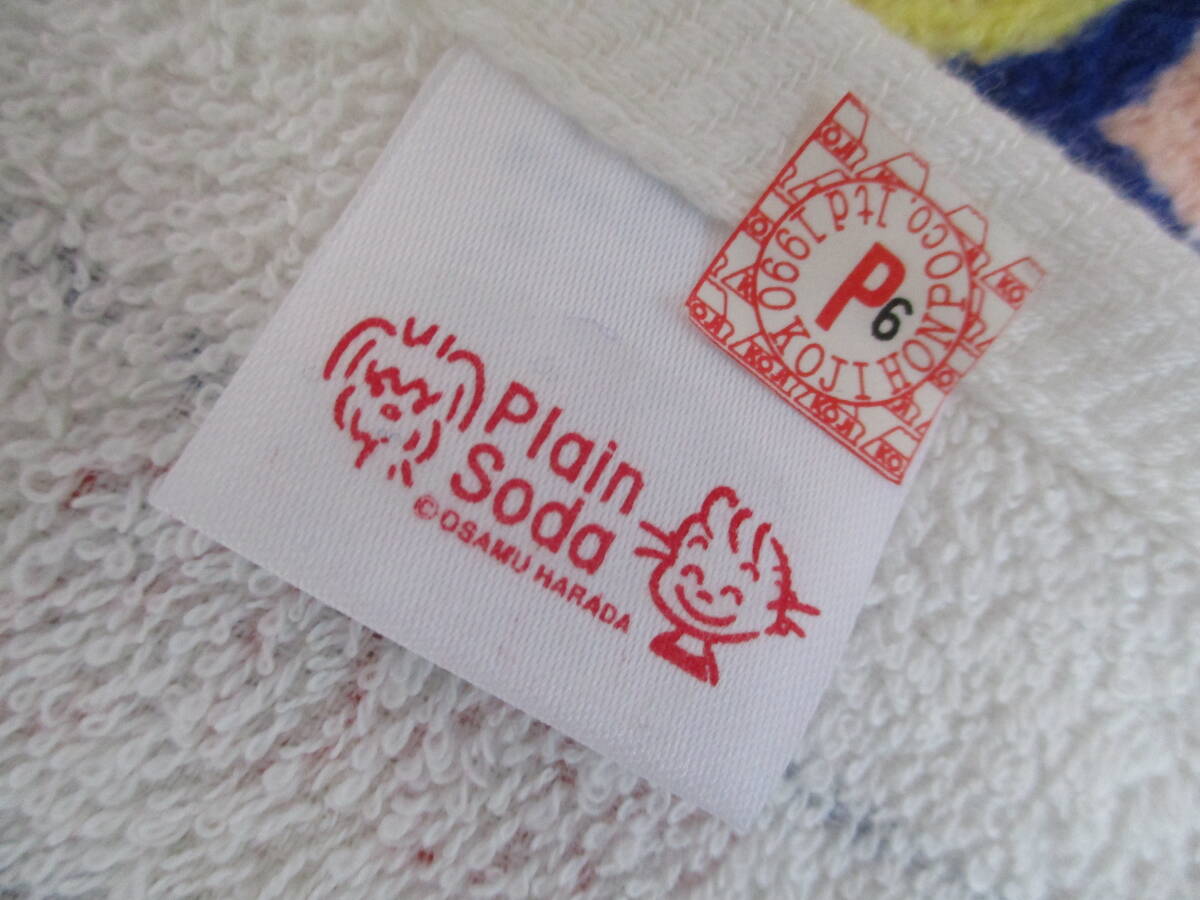 Plain
Soda
©OSAMU HARADA
KOJI HONPO co. ltd 1990
P6